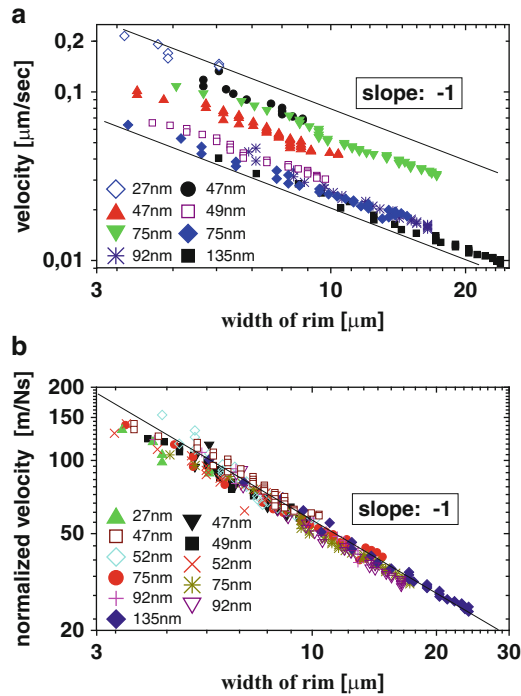 a
0,2
0,1
0,01
velocity [μm/sec]
slope: -1
27nm 47nm
47nm 49nm
75nm 75nm
92nm 135nm
3 10 20
width of rim [μm]
b
200
150
100
50
20
normalized velocity [m/Ns]
slope: -1
27nm 47nm
47nm 49nm
52nm 52nm
75nm 75nm
92nm 92nm
135nm
3 10 20 30
width of rim [μm]